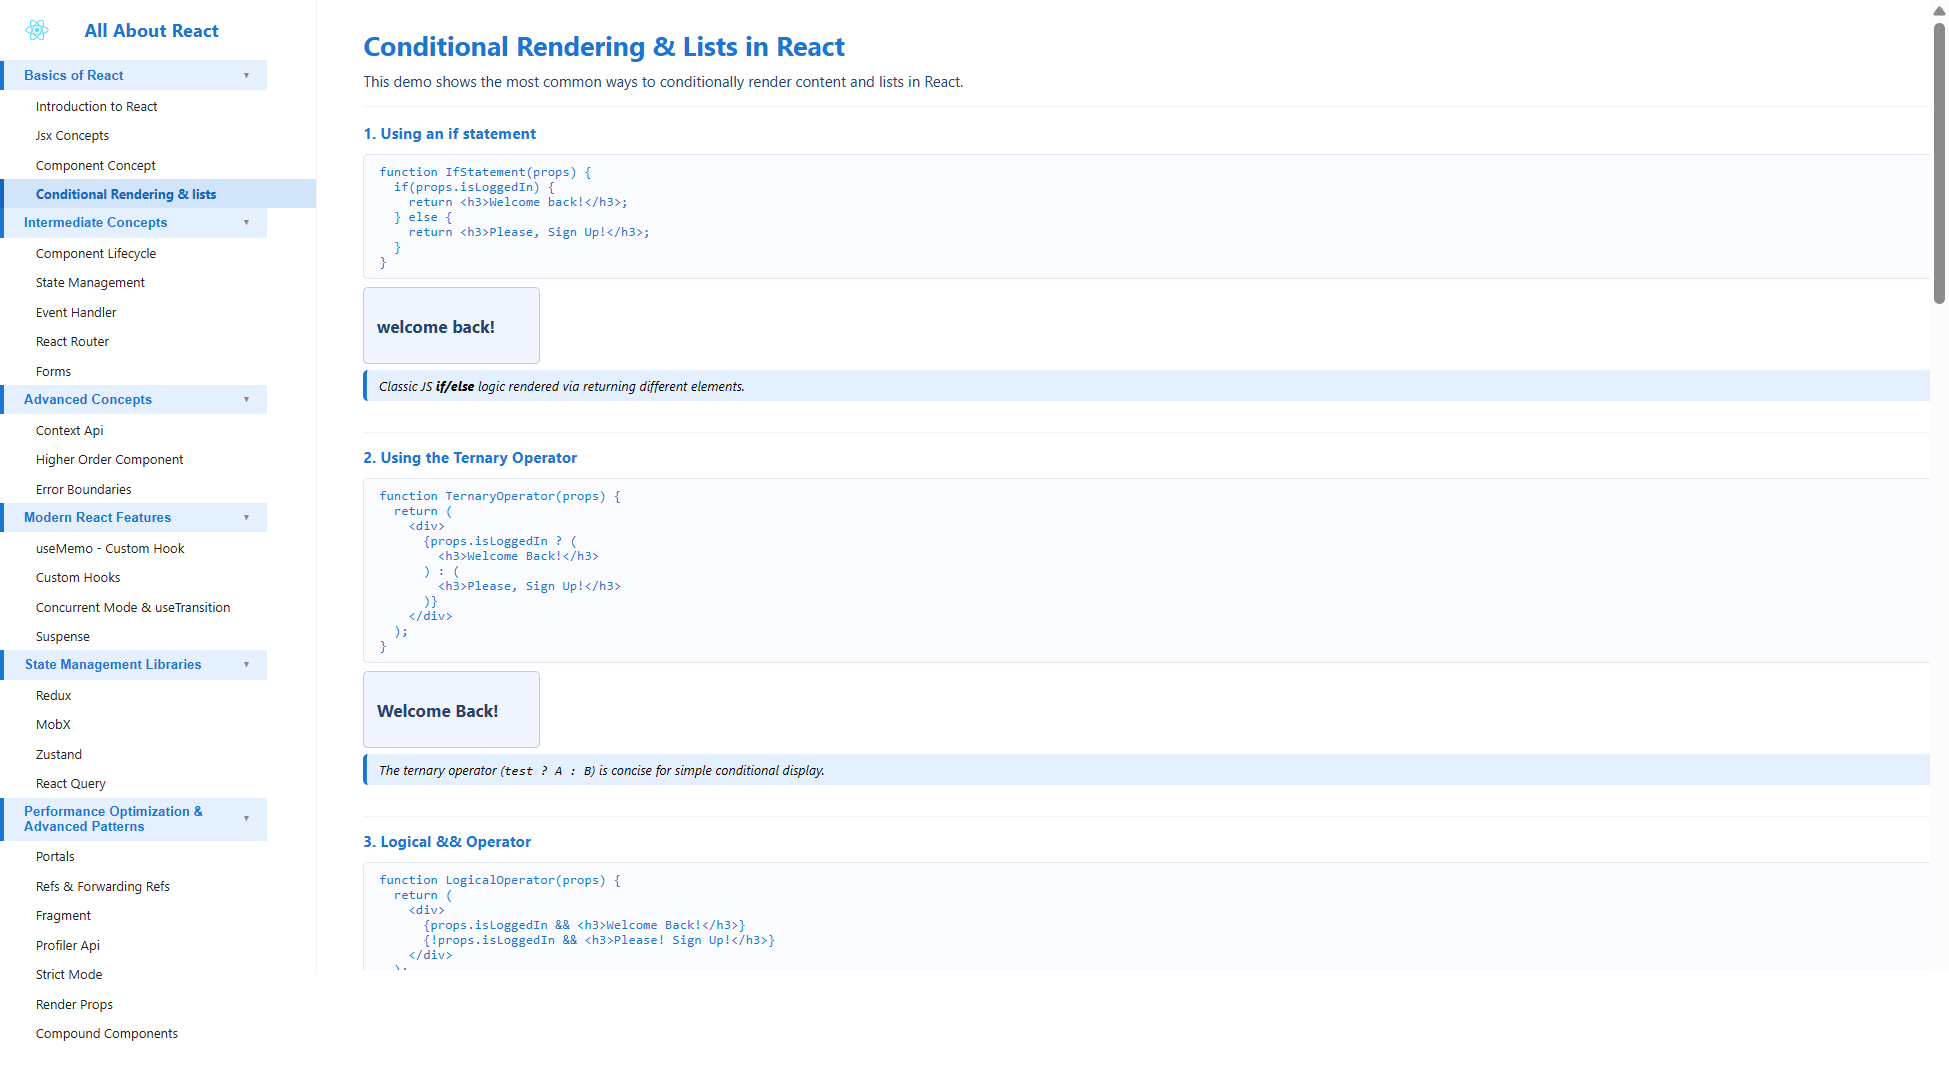 All About React
Basics of React
Introduction to React
Jsx Concepts
Component Concept
Conditional Rendering & lists
Intermediate Concepts
Component Lifecycle
State Management
Event Handler
React Router
Forms
Advanced Concepts
Context Api
Higher Order Component
Error Boundaries
Modern React Features
useMemo - Custom Hook
Custom Hooks
Concurrent Mode & useTransition
Suspense
State Management Libraries
Redux
MobX
Zustand
React Query
Performance Optimization &
Advanced Patterns
Portals
Refs & Forwarding Refs
Fragment
Profiler Api
Strict Mode
Render Props
Compound Components
Conditional Rendering & Lists in React
This demo shows the most common ways to conditionally render content and lists in React.
1. Using an if statement
function IfStatement(props) {
  if(props.isLoggedIn) {
    return <h3>Welcome back!</h3>;
  } else {
    return <h3>Please, Sign Up!</h3>;
  }
}
welcome back!
Classic JS if/else logic rendered via returning different elements.
2. Using the Ternary Operator
function TernaryOperator(props) {
  return (
    <div>
      {props.isLoggedIn ? (
        <h3>Welcome Back!</h3>
      ) : (
        <h3>Please, Sign Up!</h3>
      )}
    </div>
  );
}
Welcome Back!
The ternary operator (test ? A : B) is concise for simple conditional display.
3. Logical && Operator
function LogicalOperator(props) {
  return (
    <div>
      {props.isLoggedIn && <h3>Welcome Back!</h3>}
      {!props.isLoggedIn && <h3>Please! Sign Up!</h3>}
    </div>
  );